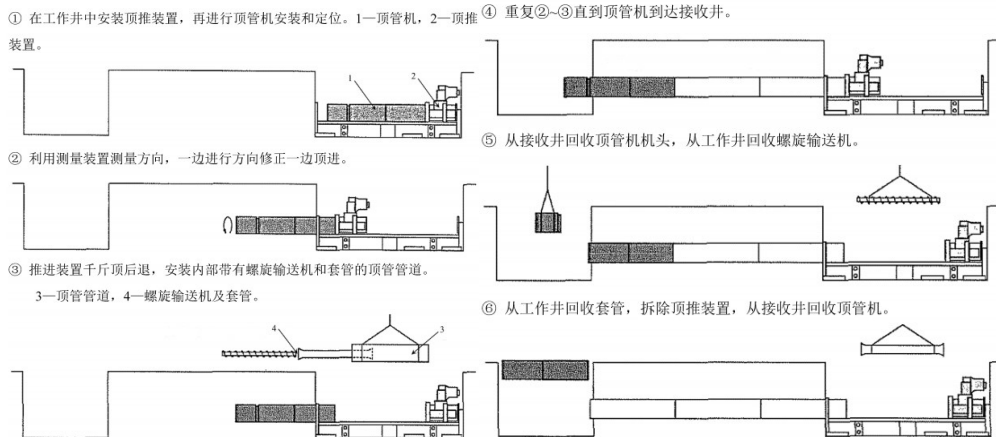 ① 在工作井中安装顶推装置，再进行顶管机安装和定位。1—顶管机，2—顶推
装置。
1
2
② 利用测量装置测量方向，一边进行方向修正一边顶进。
③ 推进装置千斤顶后退，安装内部带有螺旋输送机和套管的顶管管道。
3—顶管管道，4—螺旋输送机及套管。
4
3
④ 重复②~③直到顶管机到达接收井。
⑤ 从接收井回收顶管机机头，从工作井回收螺旋输送机。
⑥ 从工作井回收套管，拆除顶推装置，从接收井回收顶管机。